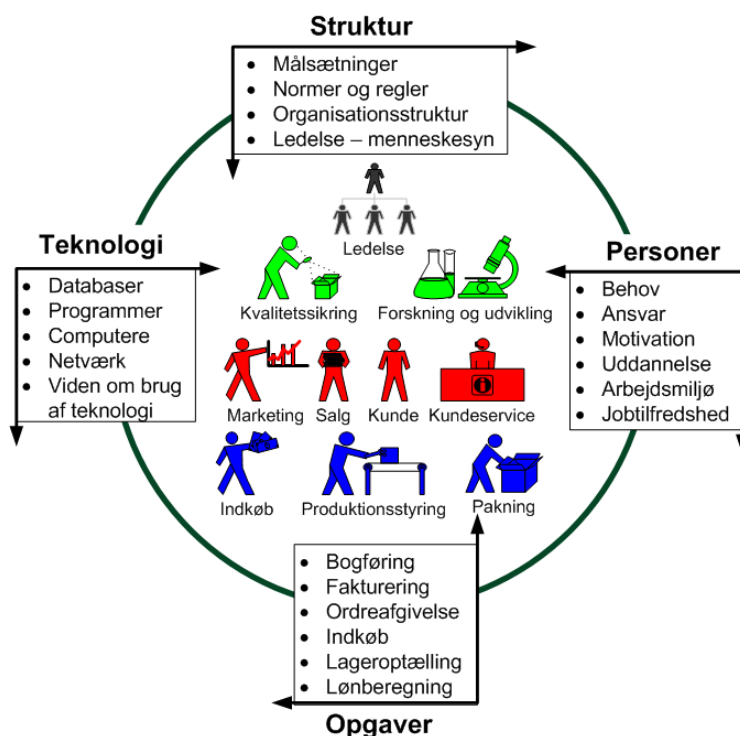 Struktur
Målsætninger
Normer og regler
Organisationsstruktur
Ledelse – menneskesyn
Ledelse
Teknologi
Databaser
Programmer
Computere
Netværk
Viden om brug
af teknologi
Personer
Behov
Ansvar
Motivation
Uddannelse
Arbejdsmiljø
Jobtilfredshed
Kvalitetssikring
Forskning og udvikling
Marketing
Salg
Kunde
Kundeservice
Indkøb
Produktionsstyring
Pakning
Bogføring
Fakturering
Ordreafgivelse
Indkøb
Lageroptælling
Lønberegning
Opgaver